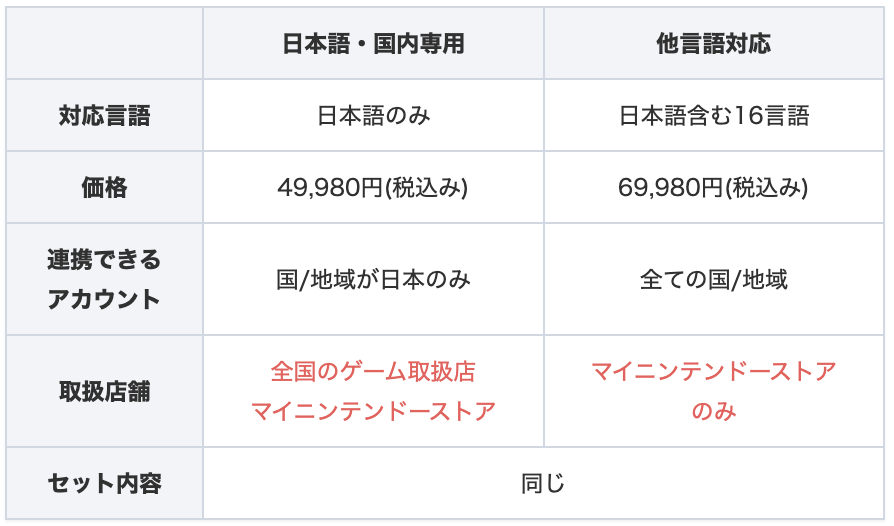 日本語・国内専用 他言語対応
対応言語 日本語のみ 日本語含む16言語
価格 49,980円(税込み) 69,980円(税込み)
連携できる
アカウント 国/地域が日本のみ 全ての国/地域
取扱店舗
全国のゲーム取扱店
マイニンテンドーストア
マイニンテンドーストア
のみ
セット内容 同じ